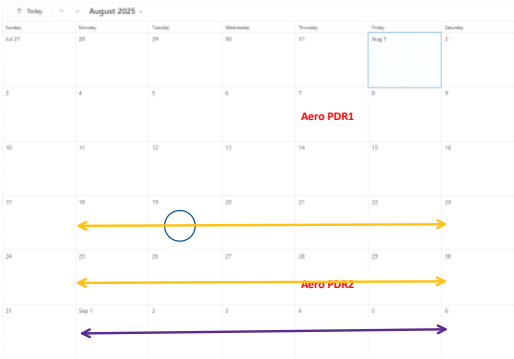 ↑ Today August 2025
Sunday Monday Tuesday Wednesday Thursday Friday Saturday
Jul 27 28 29 30 31 Aug 1 2
3 4 5 6 7 8 9
Aero PDR1
10 11 12 13 14 15 16
17 18 19 20 21 22 23
24 25 26 27 28 29 30
Aero PDR2
31 Sep 1 2 3 4 5 6